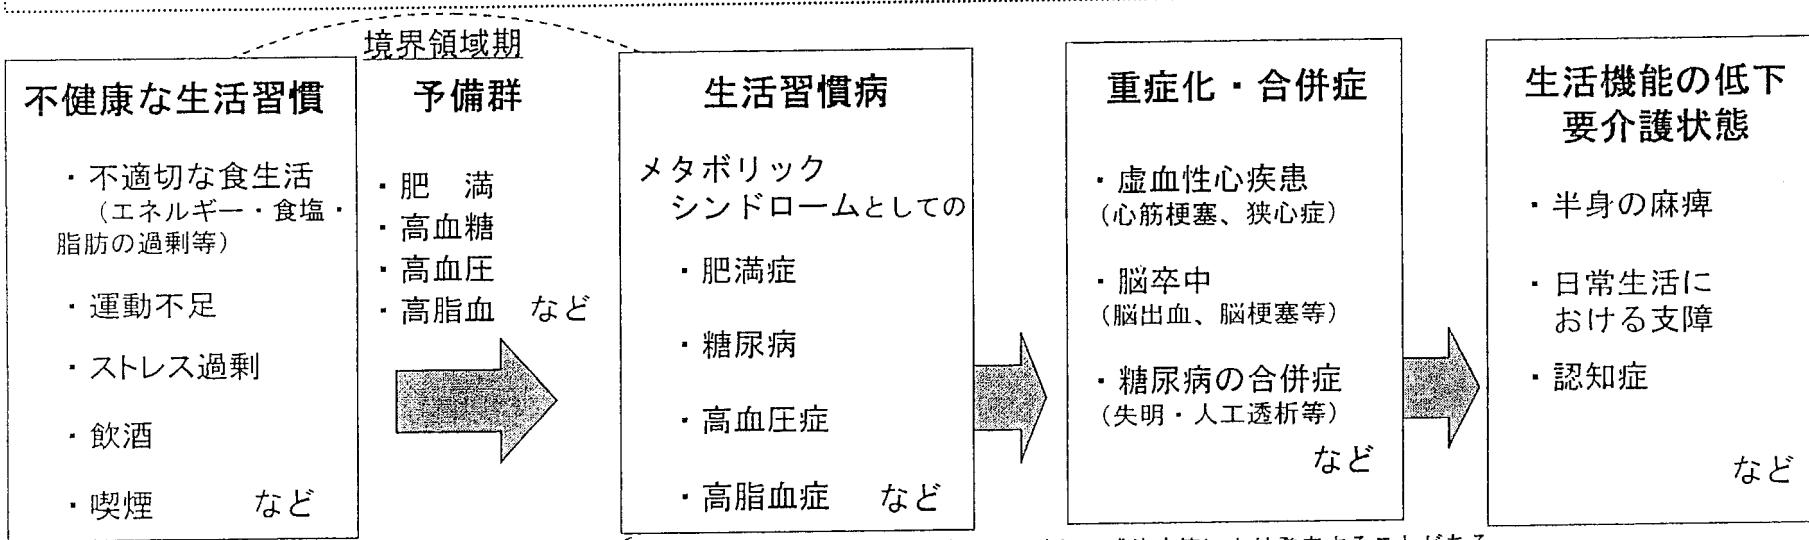 境界領域期
不健康な生活習慣
・不適切な食生活
（エネルギー・食塩・
脂肪の過剰等）
・運動不足
・ストレス過剰
・飲酒
・喫煙　など
予備群
・肥　満
・高血糖
・高血圧
・高脂血　など
生活習慣病
メタボリック
シンドロームとしての
・肥満症
・糖尿病
・高血圧症
・高脂血症　など
重症化・合併症
・虚血性心疾患
（心筋梗塞、狭心症）
・脳卒中
（脳出血、脳梗塞等）
・糖尿病の合併症
（失明・人工透析等）
など
生活機能の低下
要介護状態
・半身の麻痺
・日常生活に
おける支障
・認知症
など